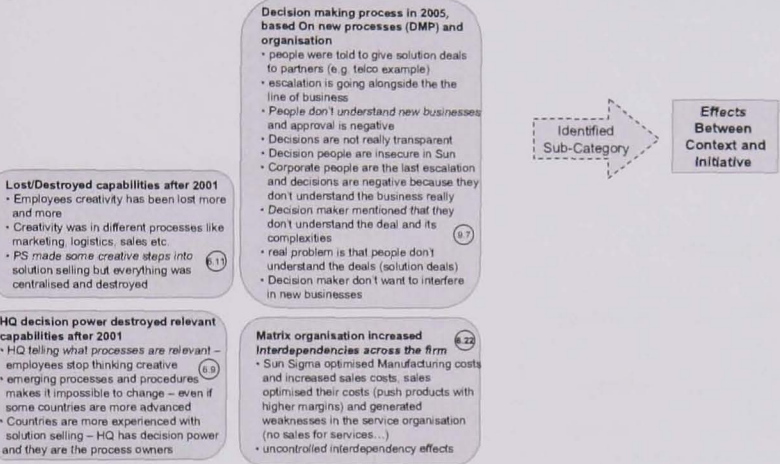 Decision making process in 2005,
based On new processes (DMP) and
organisation
• people were told to give solution deals
to partners (e.g. telco example)
• escalation is going alongside the the
line of business
• People don't understand new businesses
and approval is negative
• Decisions are not really transparent
• Decision people are insecure in Sun
• Corporate people are the last escalation
and decisions are negative because they
don't understand the business really
• Decision maker mentioned that they
don't understand the deal and its
complexities
9.7
• real problem is that people don't
understand the deals (solution deals)
• Decision maker don't want to interfere
in new businesses
Identified
Sub-Category
Effects
Between
Context and
Initiative
Lost/Destroyed capabilities after 2001
• Employees creativity has been lost more
and more
• Creativity was in different processes like
marketing, logistics, sales etc.
• PS made some creative steps into
solution selling but everything was
centralised and destroyed
6.11
HQ decision power destroyed relevant
capabilities after 2001
• HQ telling what processes are relevant –
employees stop thinking creative
6.9
• emerging processes and procedures
makes it impossible to change – even if
some countries are more advanced
• Countries are more experienced with
solution selling – HQ has decision power
and they are the process owners
Matrix organisation increased
Interdependencies across the firm
6.22
• Sun Sigma optimised Manufacturing costs
and increased sales costs, sales
optimised their costs (push products with
higher margins) and generated
weaknesses in the service organisation
(no sales for services...)
• uncontrolled interdependency effects